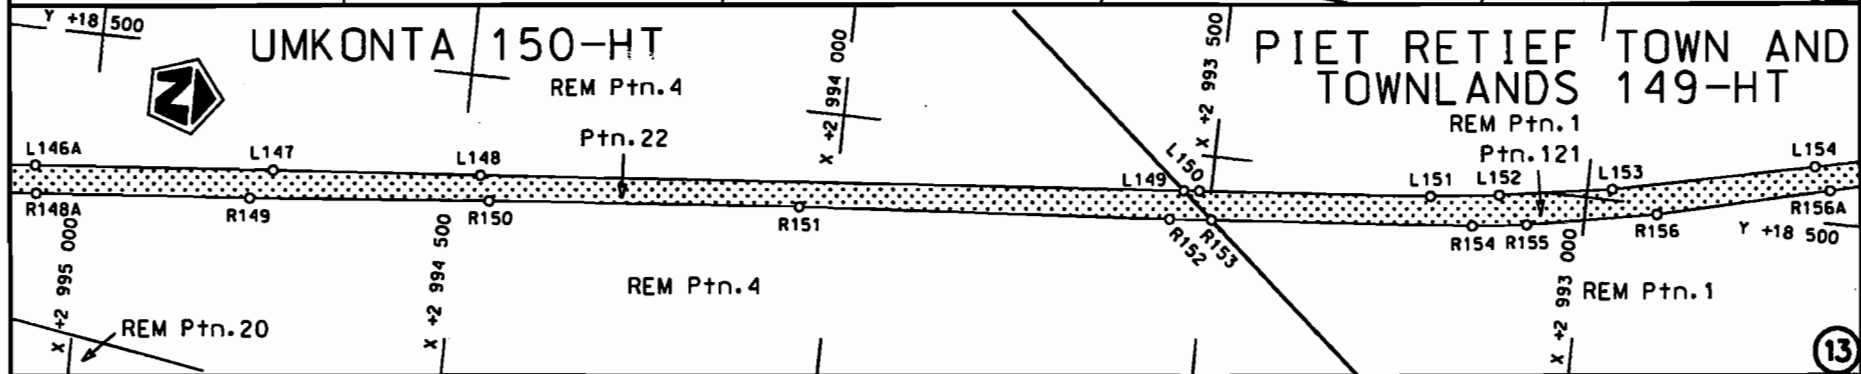 Y +18 500
UMKONTA 150-HT
PIET RETIEF TOWN AND
TOWNLANDS 149-HT
N
REM Ptn.4
X +2 994 000
X +2 993 500
REM Ptn.1
Ptn.22
Ptn.121
L146A
L147
L148
L149
L150
L151
L152
L153
L154
R148A
R149
R150
R151
R152
R153
R154
R155
R156
R156A
Y +18 500
X +2 995 000
X +2 994 500
X +2 993 000
REM Ptn.4
REM Ptn.1
REM Ptn.20
13